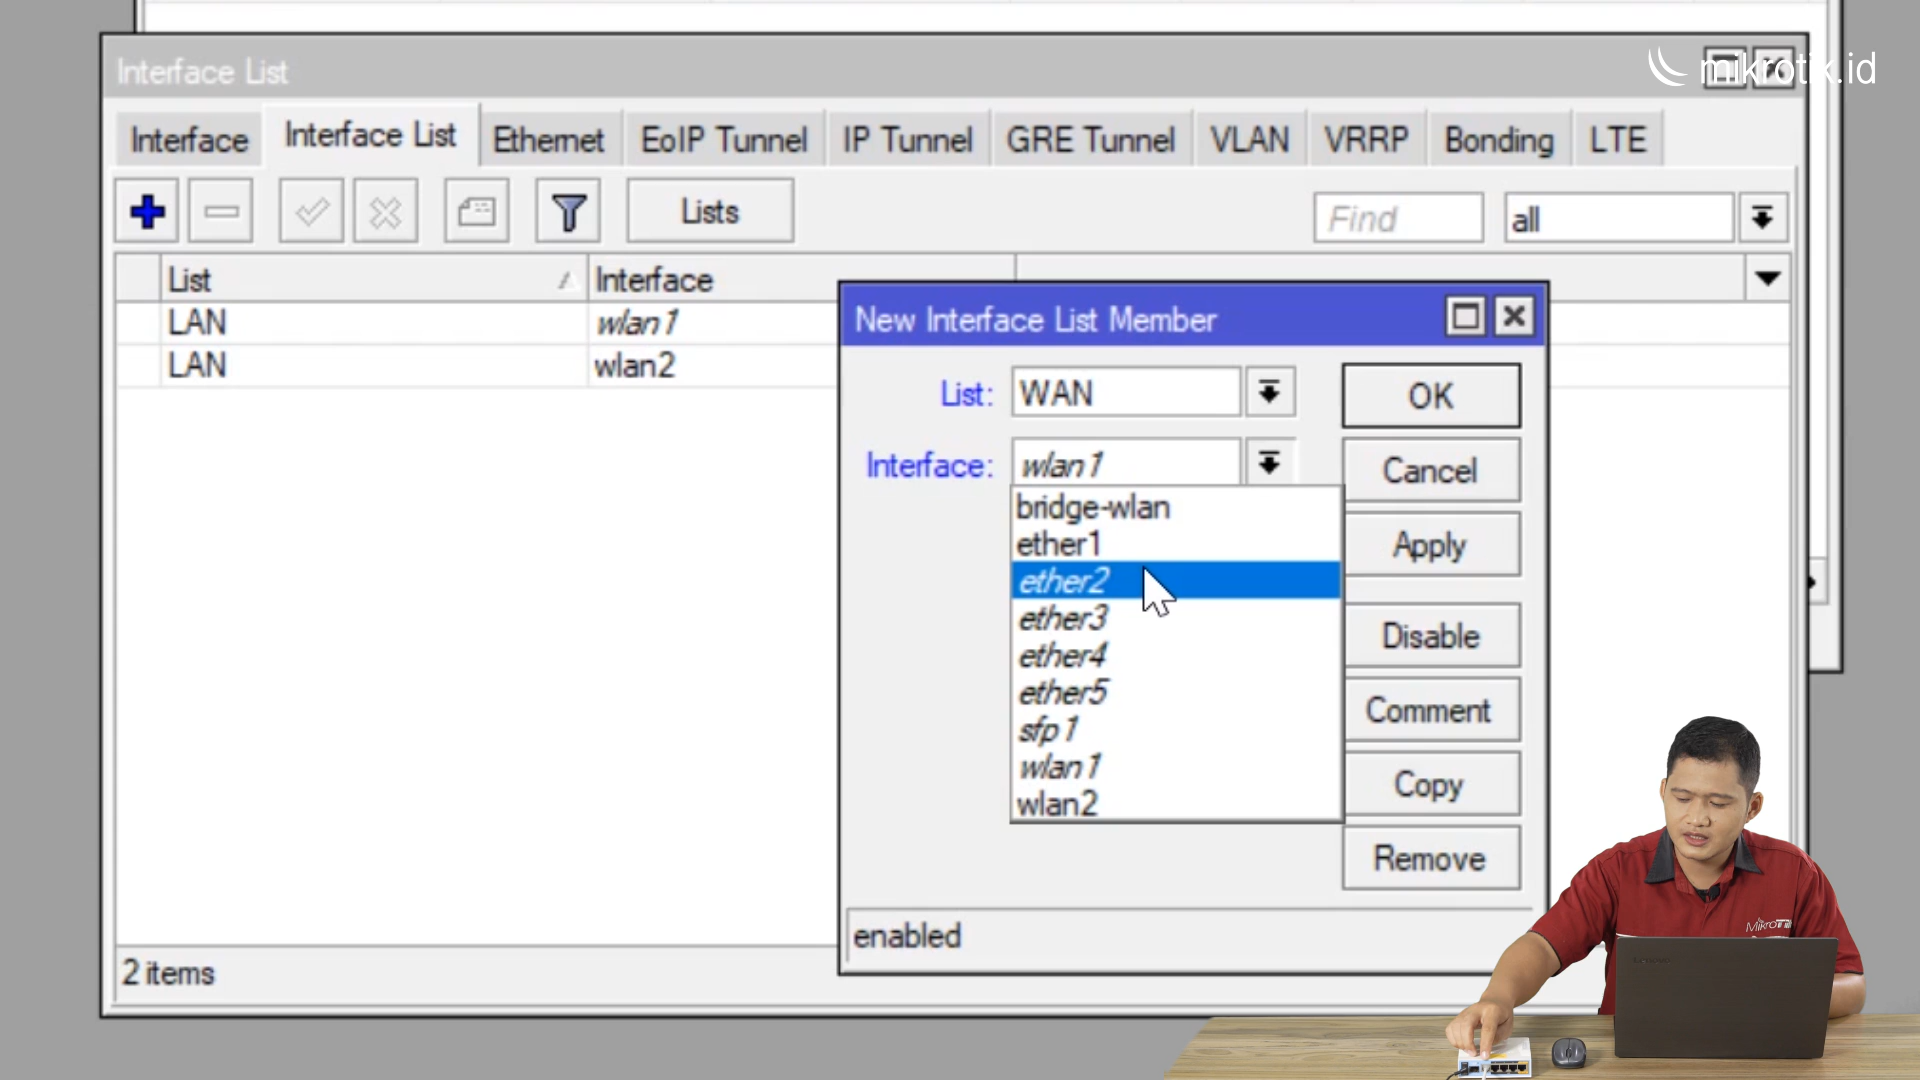 Interface List
mikrotik.id
Interface
Interface List
Ethernet
EoIP Tunnel
IP Tunnel
GRE Tunnel
VLAN
VRRP
Bonding
LTE
Lists
Find
all
List
Interface
LAN
wlan1
LAN
wlan2
New Interface List Member
List:
WAN
OK
Interface:
wlan1
Cancel
bridge-wlan
ether1
Apply
ether2
ether3
Disable
ether4
ether5
Comment
sfp1
wlan1
Copy
wlan2
Remove
enabled
2 items
MikroTik
Lenovo